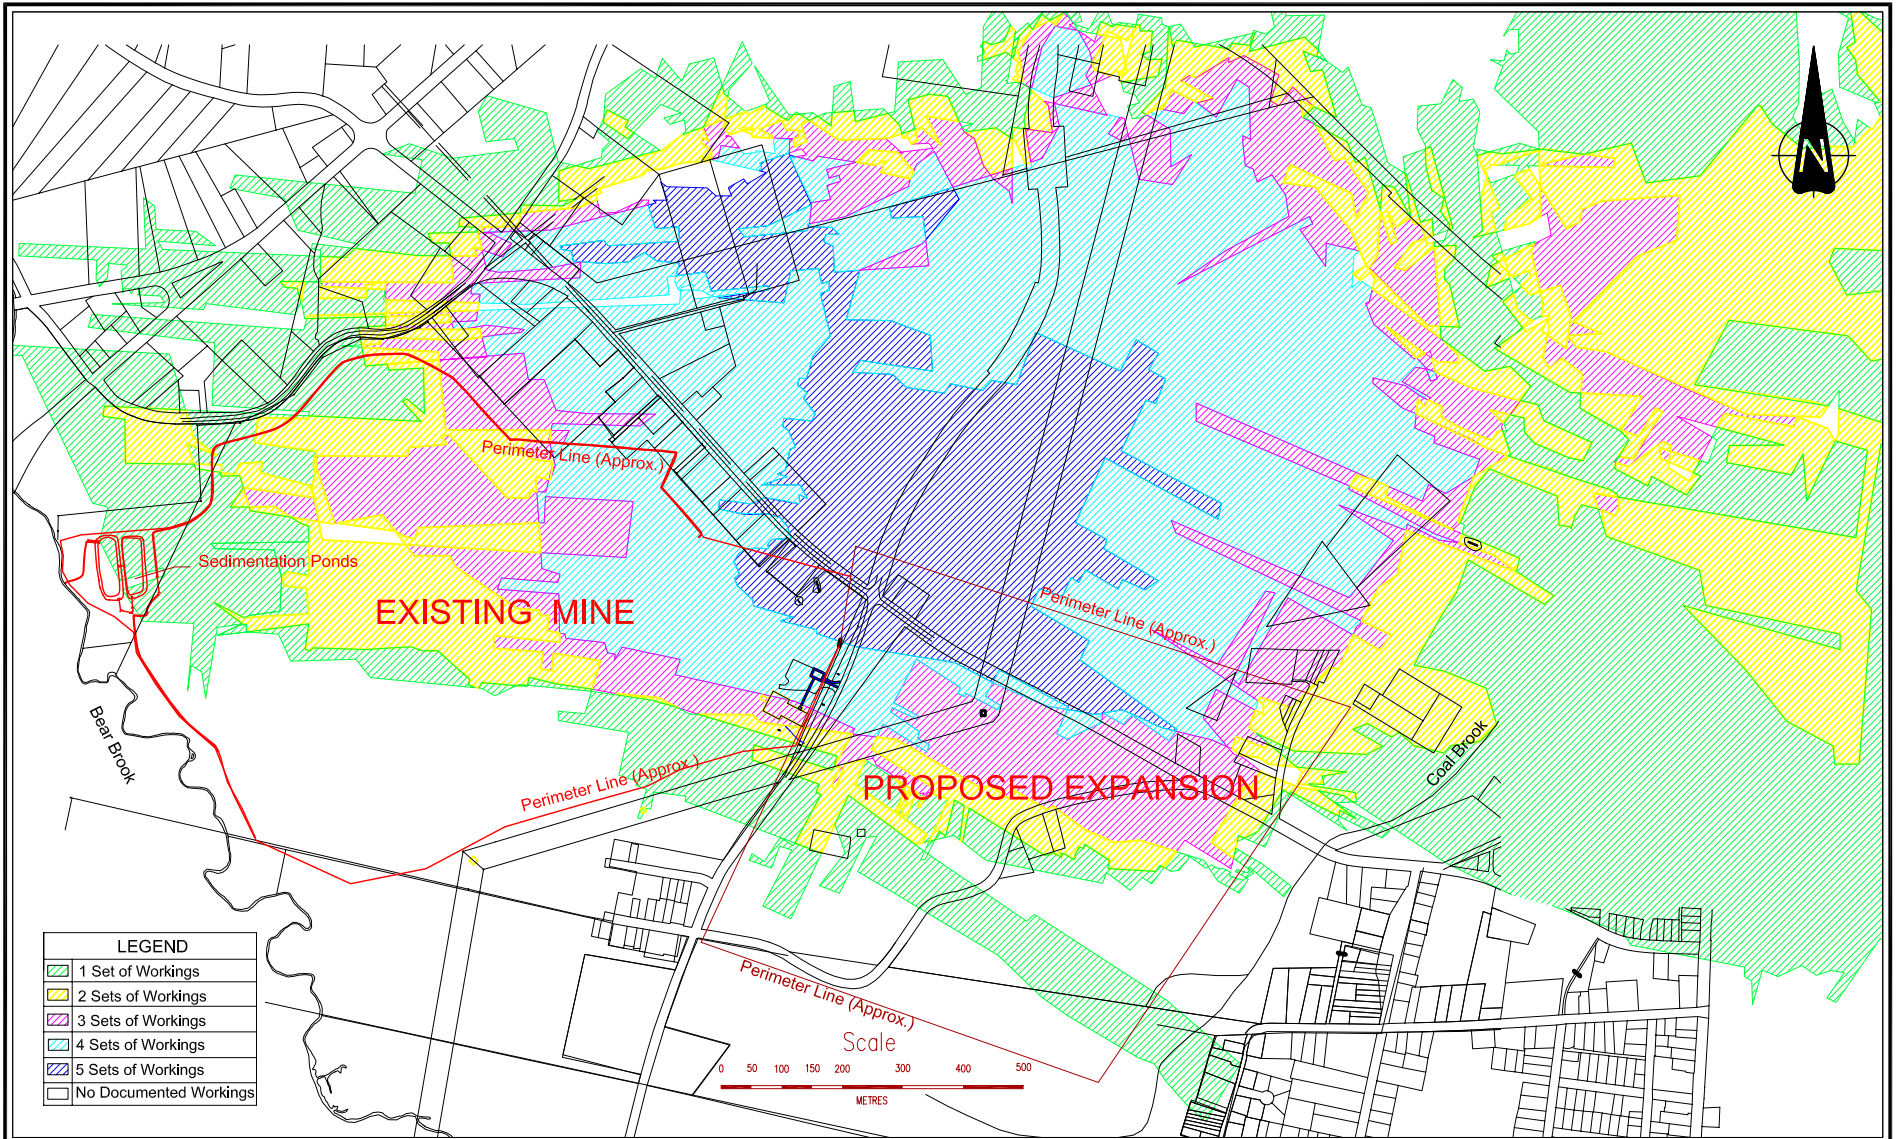 N
Perimeter Line (Approx.)
Sedimentation Ponds
EXISTING MINE
Perimeter Line (Approx.)
Bear Brook
Perimeter Line (Approx.)
PROPOSED EXPANSION
Coal Brook
Perimeter Line (Approx.)
LEGEND
1 Set of Workings
2 Sets of Workings
3 Sets of Workings
4 Sets of Workings
5 Sets of Workings
No Documented Workings
Scale
0 50 100 150 200 300 400 500
METRES